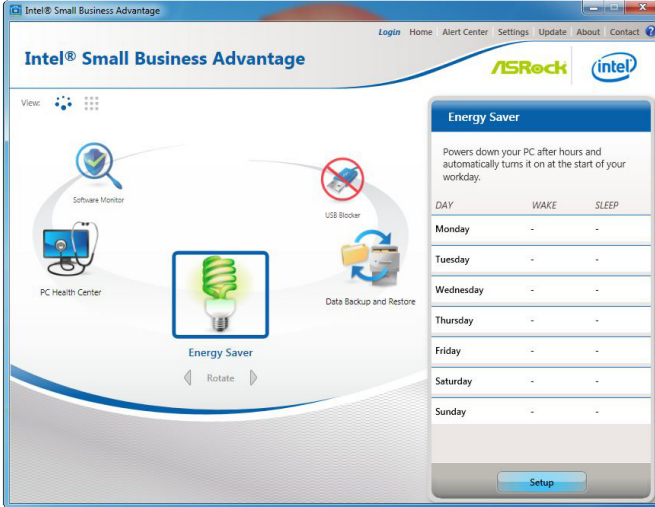 Intel® Small Business Advantage
Login Home Alert Center Settings Update About Contact ?
Intel® Small Business Advantage
ASRock
intel
View:
Software Monitor
USB Blocker
PC Health Center
Data Backup and Restore
Energy Saver
Rotate
Energy Saver
Powers down your PC after hours and
automatically turns it on at the start of your
workday.
DAY WAKE SLEEP
Monday - -
Tuesday - -
Wednesday - -
Thursday - -
Friday - -
Saturday - -
Sunday - -
Setup